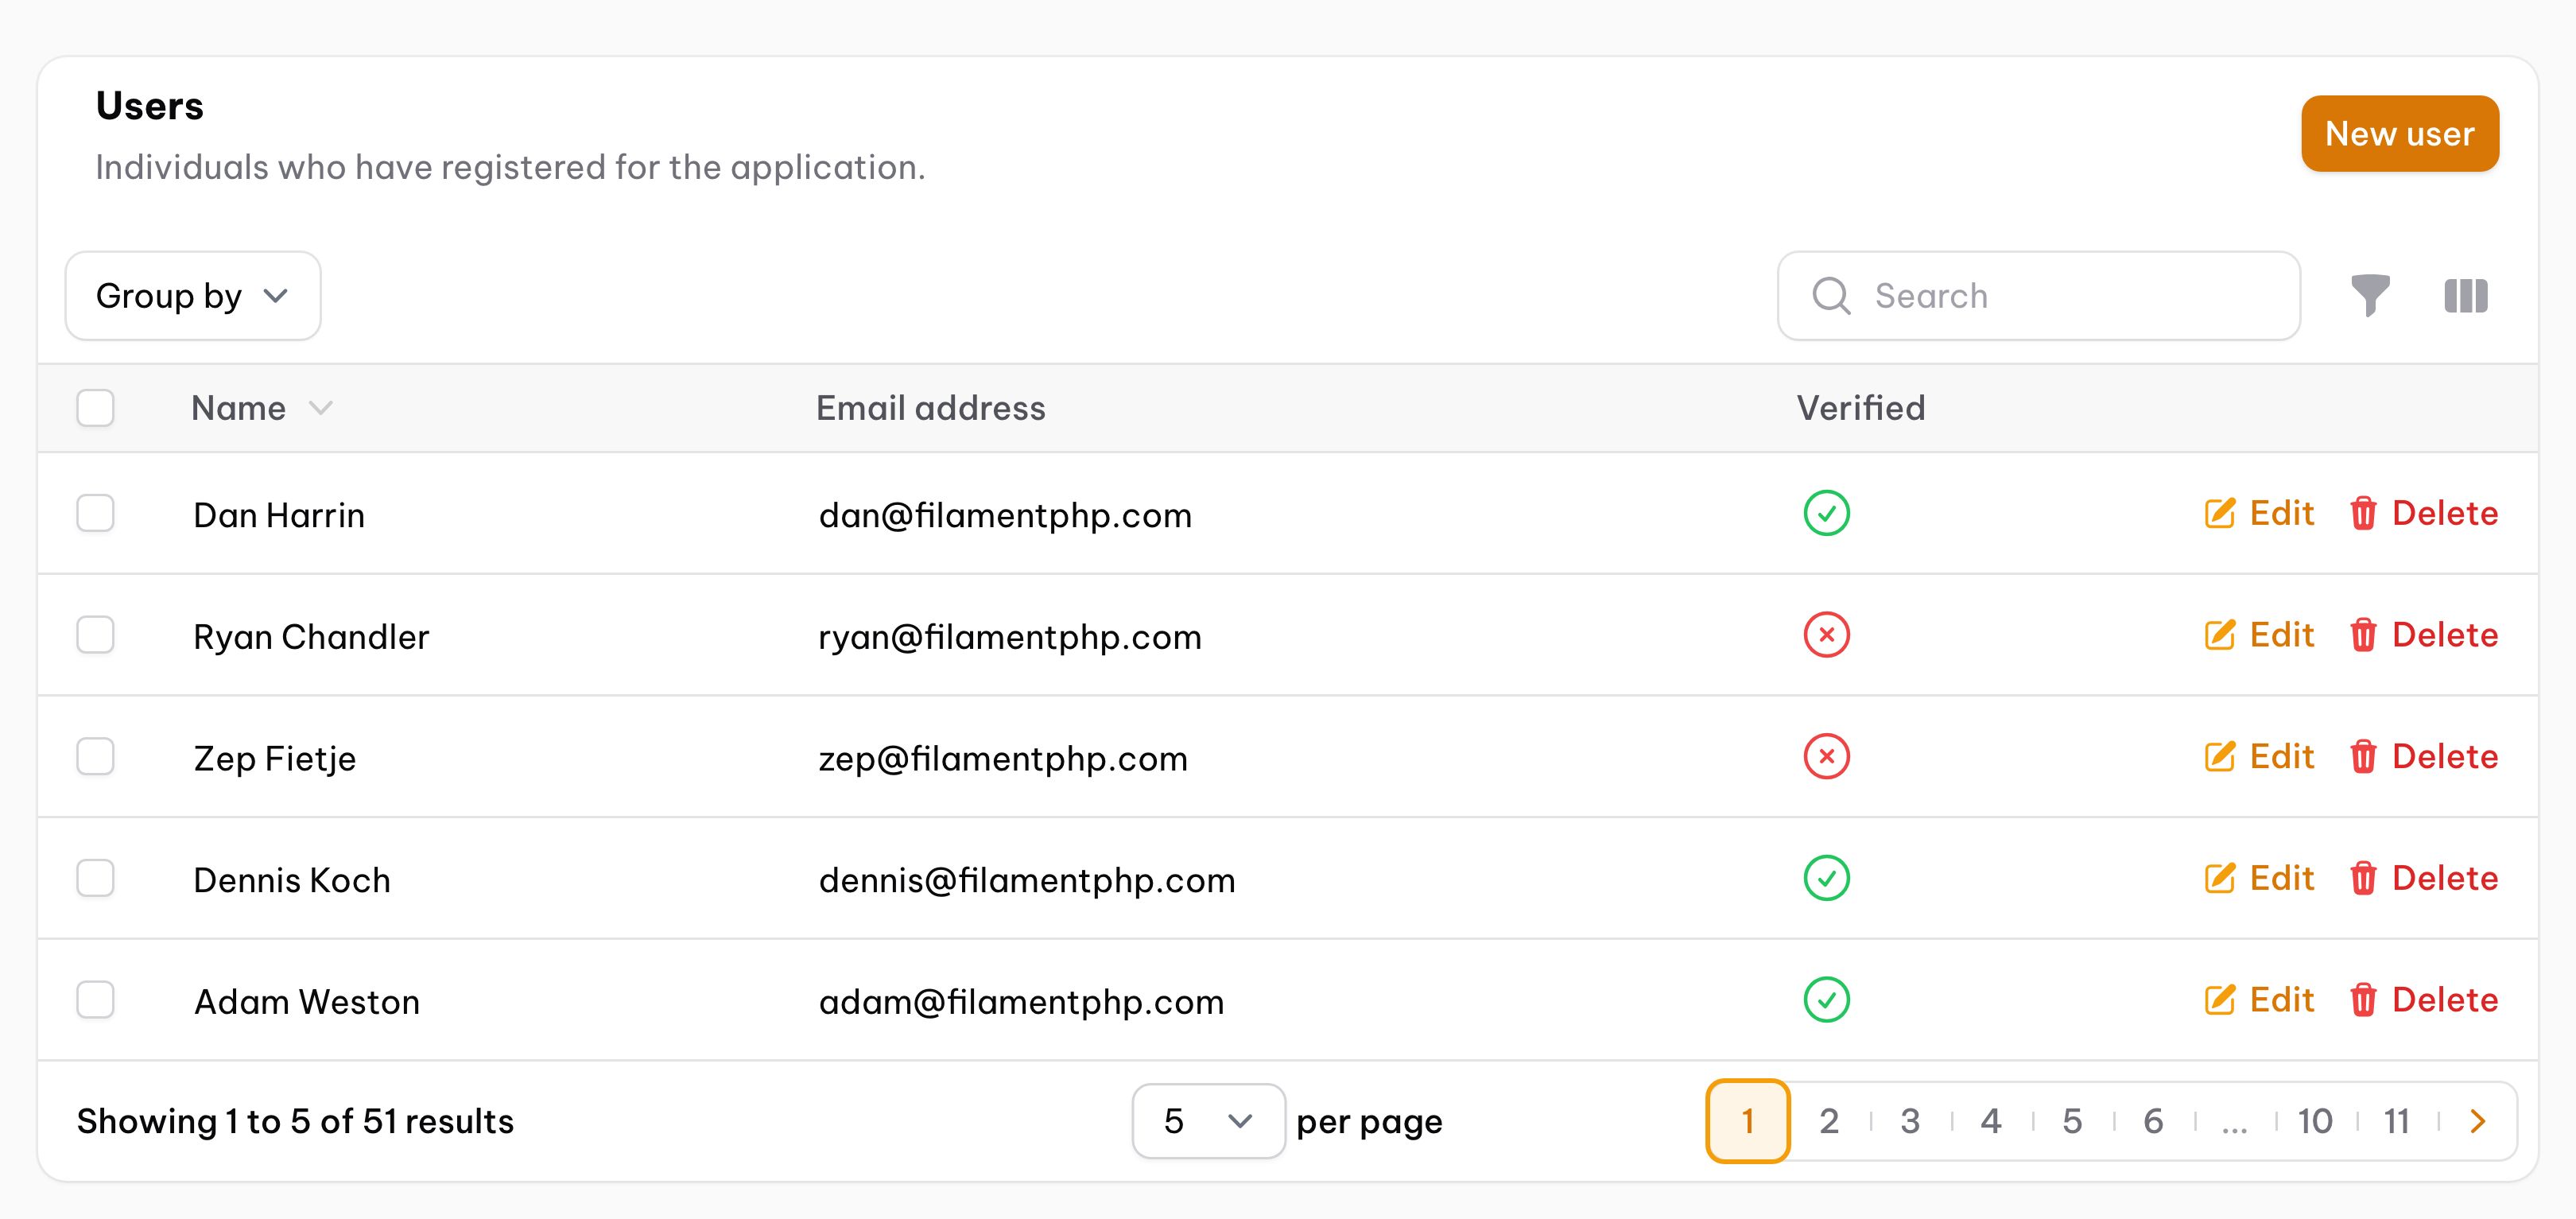 Users
New user
Individuals who have registered for the application.
Group by
Search
Name Email address Verified
Dan Harrin dan@filamentphp.com Edit Delete
Ryan Chandler ryan@filamentphp.com Edit Delete
Zep Fietje zep@filamentphp.com Edit Delete
Dennis Koch dennis@filamentphp.com Edit Delete
Adam Weston adam@filamentphp.com Edit Delete
Showing 1 to 5 of 51 results 5 per page 1 2 3 4 5 6 ... 10 11